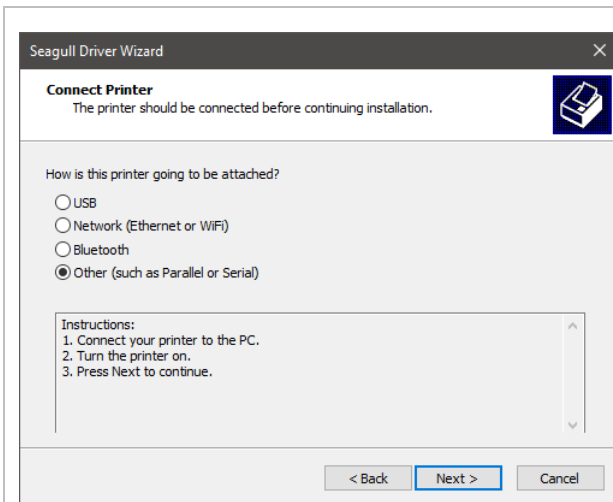 Seagull Driver Wizard
Connect Printer
The printer should be connected before continuing installation.
How is this printer going to be attached?
USB
Network (Ethernet or WiFi)
Bluetooth
Other (such as Parallel or Serial)
Instructions:
1. Connect your printer to the PC.
2. Turn the printer on.
3. Press Next to continue.
< Back Next > Cancel